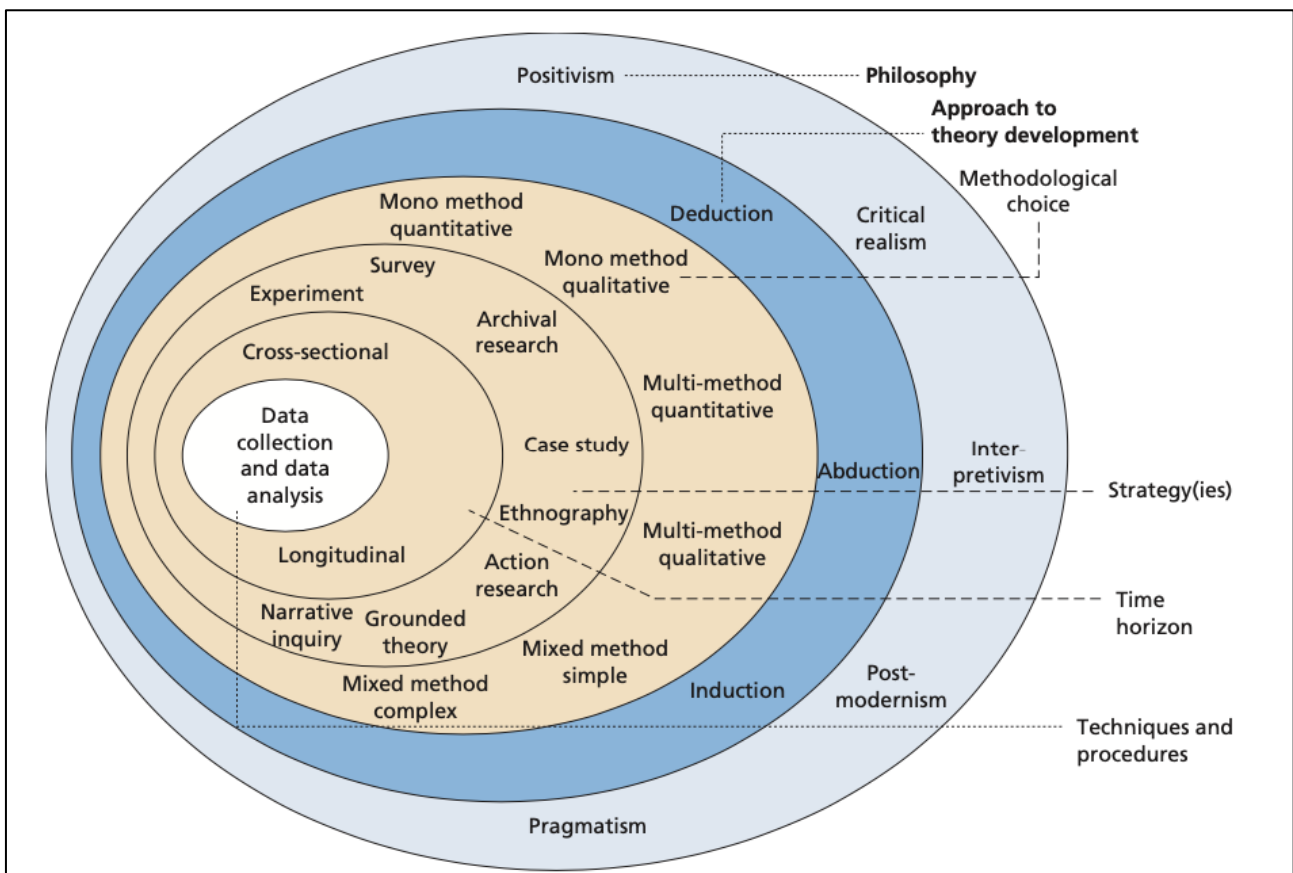 Positivism
Philosophy
Approach to
theory development
Methodological
choice
Mono method
quantitative
Deduction
Critical
realism
Survey
Mono method
qualitative
Experiment
Archival
research
Cross-sectional
Multi-method
quantitative
Data
collection
and data
analysis
Case study
Abduction
Inter-
pretivism
Strategy(ies)
Ethnography
Multi-method
qualitative
Longitudinal
Action
research
Time
horizon
Narrative
inquiry
Grounded
theory
Mixed method
simple
Mixed method
complex
Induction
Post-
modernism
Techniques and
procedures
Pragmatism